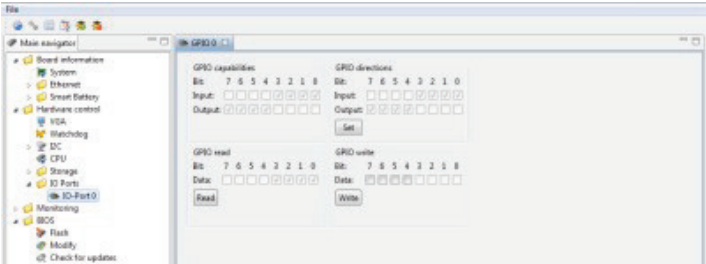 File
Main navigator
GPIO 0
Board information
System
Ethernet
Smart Battery
Hardware control
VGA
Watchdog
I2C
CPU
Storage
IO Ports
IO-Port 0
Monitoring
BIOS
Flash
Modify
Check for updates
GPIO capabilities
Bit: 7 6 5 4 3 2 1 0
Input:
Output:
GPIO directions
Bit: 7 6 5 4 3 2 1 0
Input:
Output:
Set
GPIO read
Bit: 7 6 5 4 3 2 1 0
Data:
Read
GPIO write
Bit: 7 6 5 4 3 2 1 0
Data:
Write